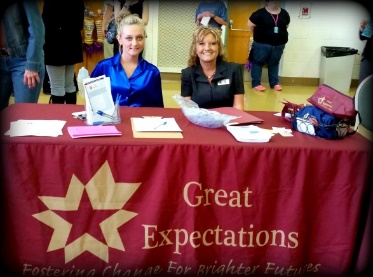 Great
Expectations
Fostering Change For Brighter Futures